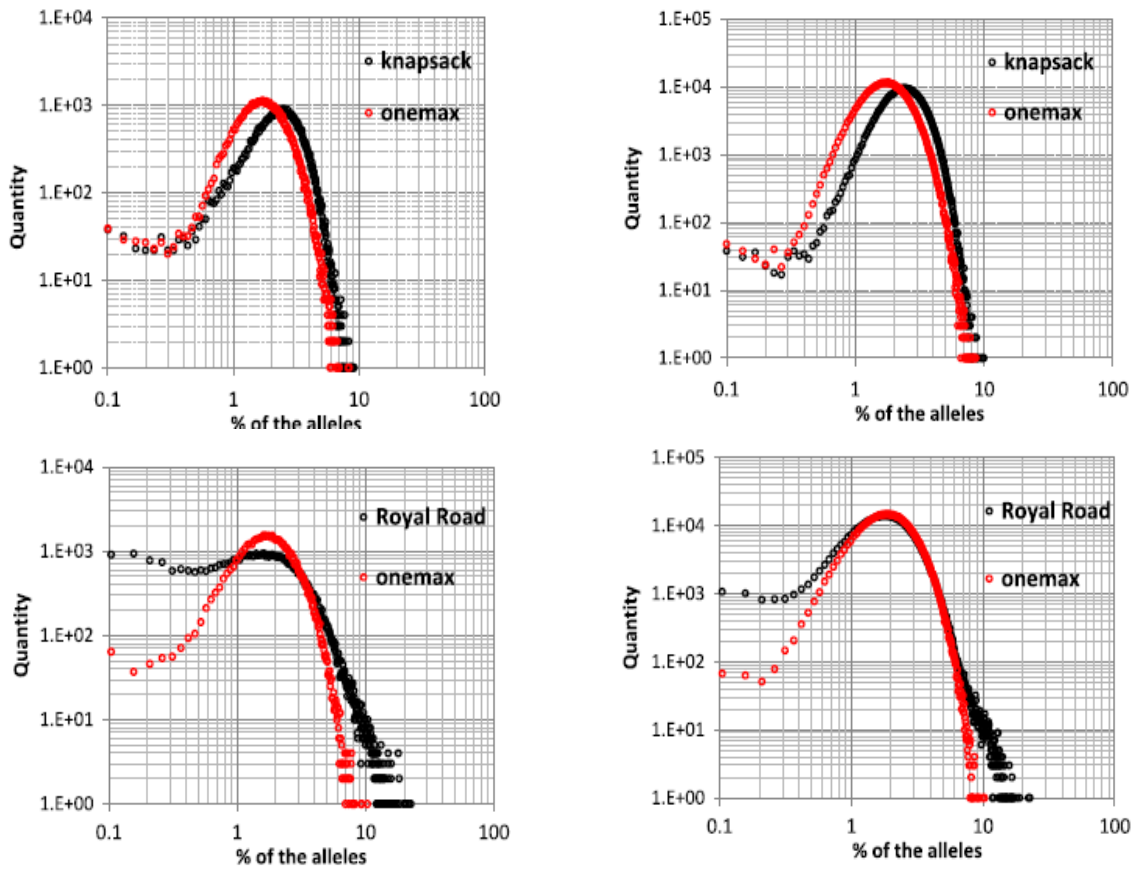 1.E+04
knapsack
1.E+03
onemax
1.E+02
1.E+01
1.E+00
0.1 1 10 100
Quantity
% of the alleles
1.E+05
knapsack
1.E+04
onemax
1.E+03
1.E+02
1.E+01
1.E+00
0.1 1 10 100
Quantity
% of the alleles
1.E+04
Royal Road
1.E+03
onemax
1.E+02
1.E+01
1.E+00
0.1 1 10 100
Quantity
% of the alleles
1.E+05
Royal Road
1.E+04
onemax
1.E+03
1.E+02
1.E+01
1.E+00
0.1 1 10 100
Quantity
% of the alleles